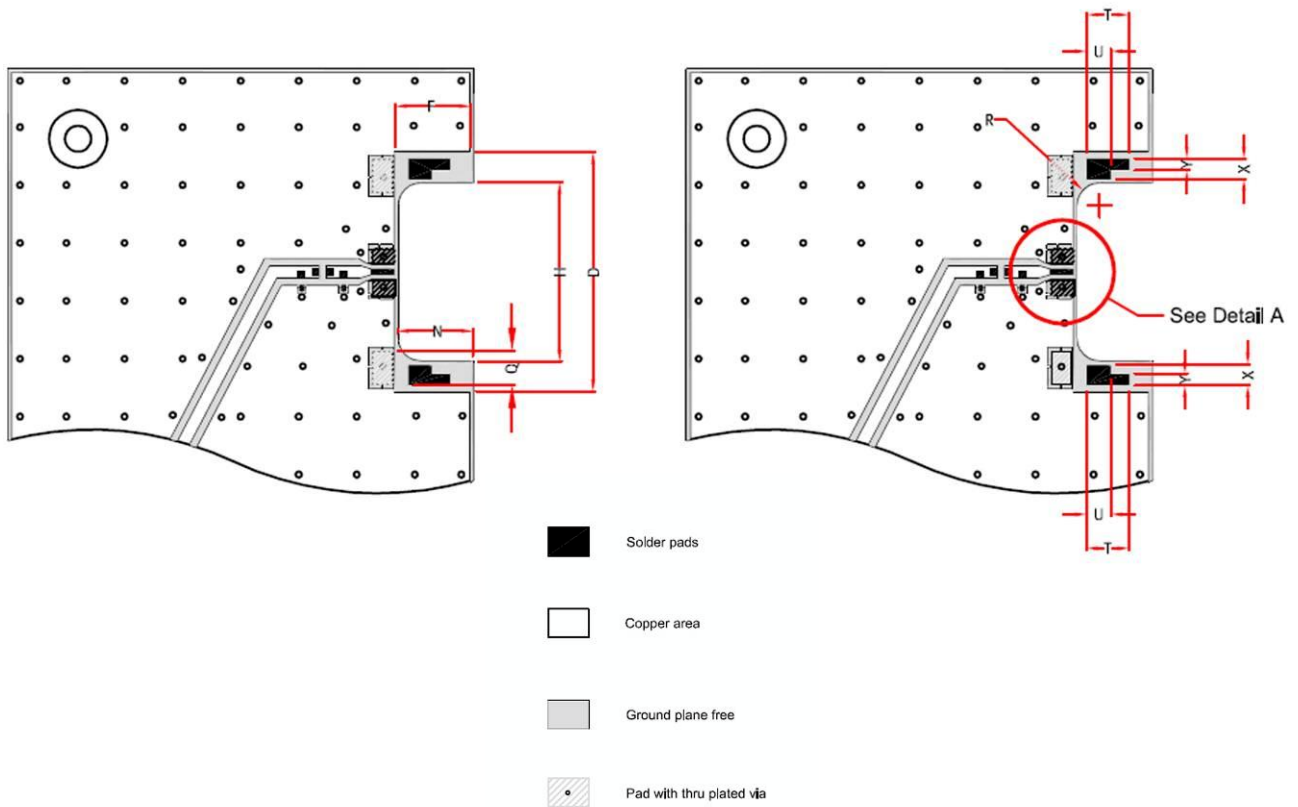 F
H
D
N
Q
T
U
R
Y
X
See Detail A
Y
X
U
T
Solder pads
Copper area
Ground plane free
Pad with thru plated via